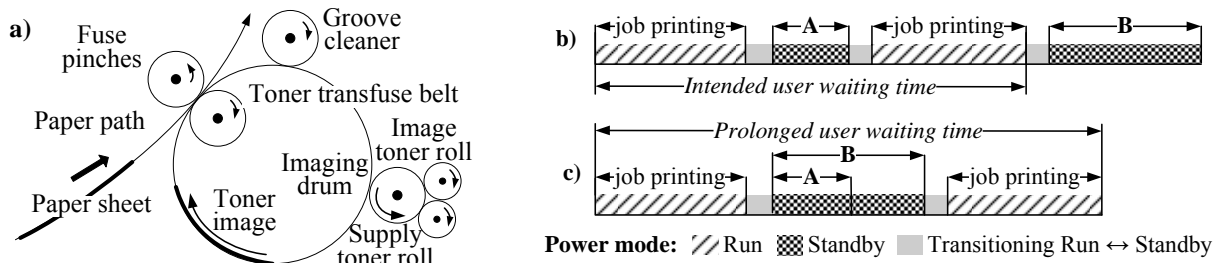 a)
Fuse
pinches
Groove
cleaner
Toner transfuse belt
Paper path
Imaging
drum
Image
toner roll
Paper sheet
Toner
image
Supply
toner roll
b)
job printing
A
job printing
B
Intended user waiting time
Prolonged user waiting time
c)
B
job printing
A
job printing
Power mode: Run Standby Transitioning Run ↔ Standby